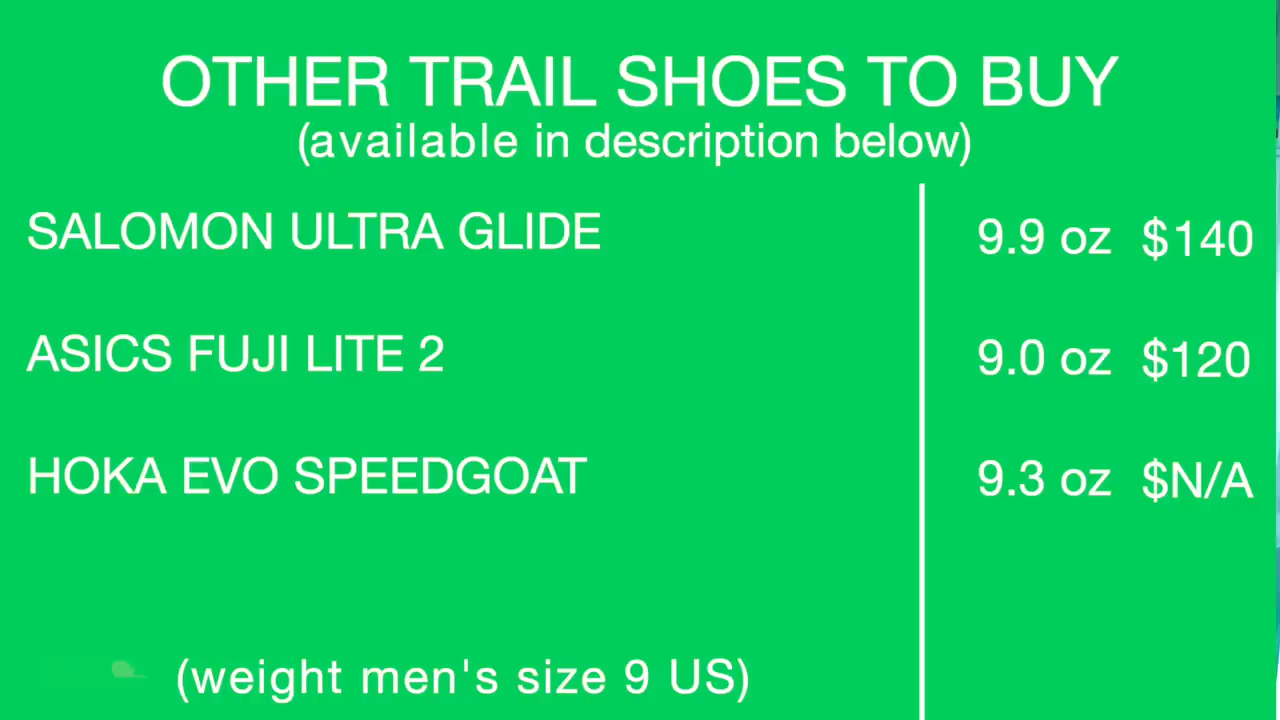 OTHER TRAIL SHOES TO BUY
(available in description below)
SALOMON ULTRA GLIDE 9.9 oz $140
ASICS FUJI LITE 2 9.0 oz $120
HOKA EVO SPEEDGOAT 9.3 oz $N/A
(weight men's size 9 US)